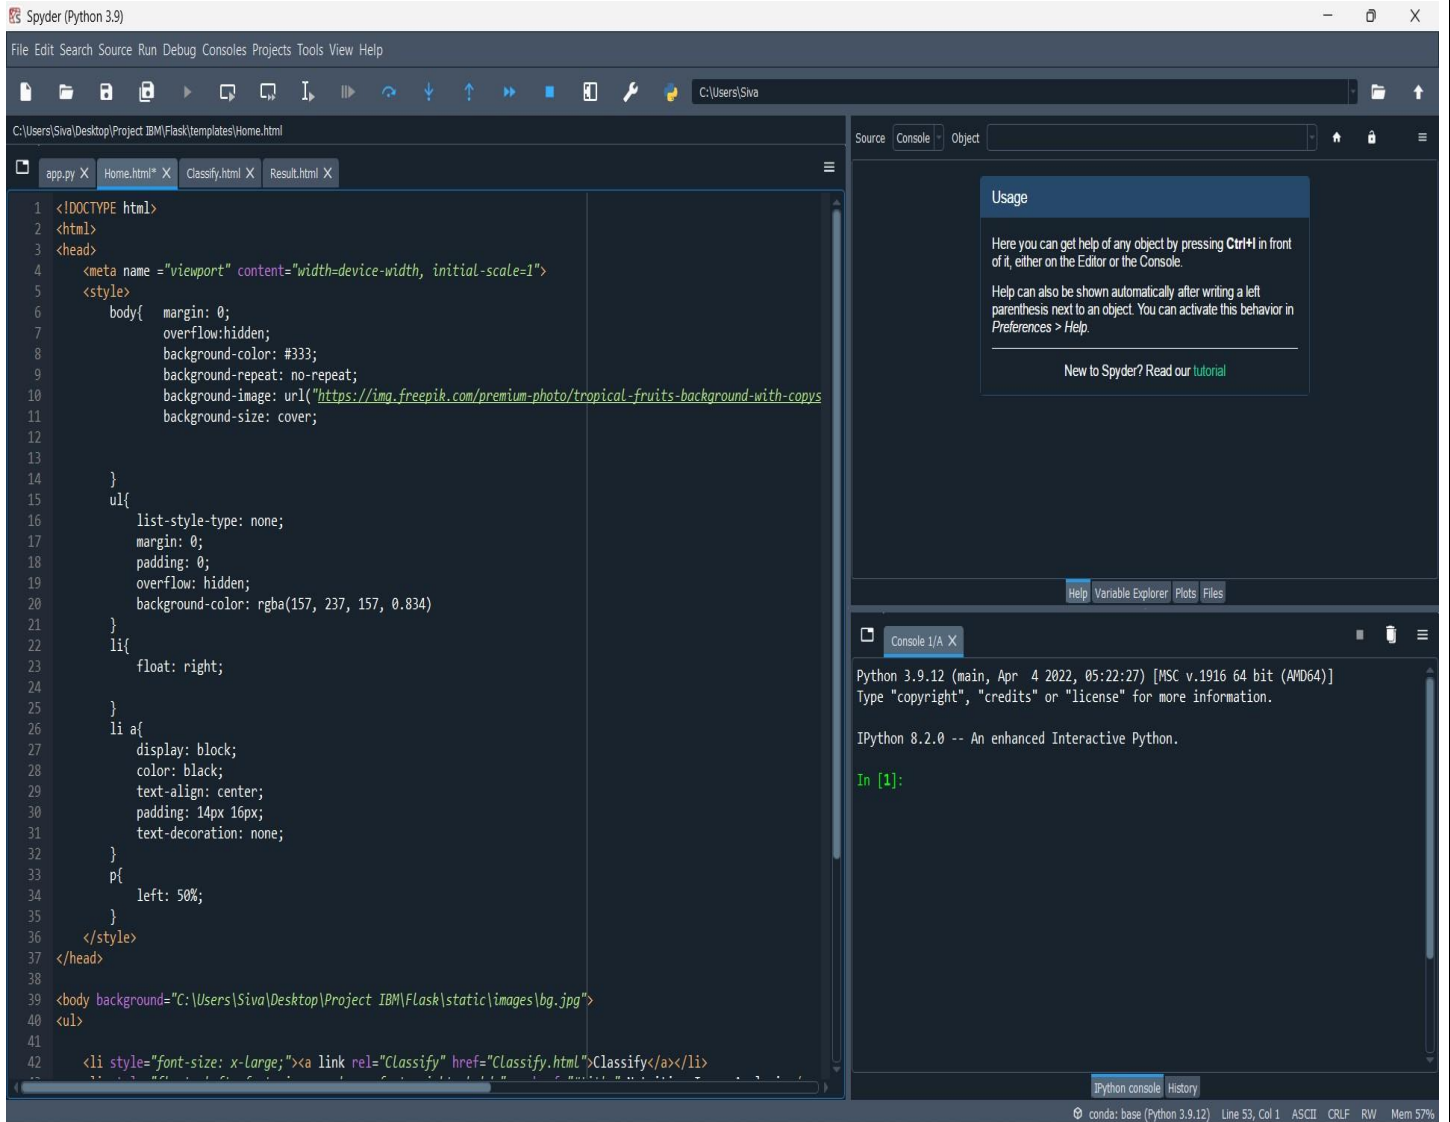 Spyder (Python 3.9)
File Edit Search Source Run Debug Consoles Projects Tools View Help
C:\Users\Siva
C:\Users\Siva\Desktop\Project IBM\Flask\templates\Home.html
app.py X Home.html* X Classify.html X Result.html X
1 <!DOCTYPE html>
2 <html>
3 <head>
4 <meta name ="viewport" content="width=device-width, initial-scale=1">
5 <style>
6 body{ margin: 0;
7 overflow:hidden;
8 background-color: #333;
9 background-repeat: no-repeat;
10 background-image: url("https://img.freepik.com/premium-photo/tropical-fruits-background-with-copys
11 background-size: cover;
12
13
14 }
15 ul{
16 list-style-type: none;
17 margin: 0;
18 padding: 0;
19 overflow: hidden;
20 background-color: rgba(157, 237, 157, 0.834)
21 }
22 li{
23 float: right;
24
25 }
26 li a{
27 display: block;
28 color: black;
29 text-align: center;
30 padding: 14px 16px;
31 text-decoration: none;
32 }
33 p{
34 left: 50%;
35 }
36 </style>
37 </head>
38
39 <body background="C:\Users\Siva\Desktop\Project IBM\Flask\static\images\bg.jpg">
40 <ul>
41
42 <li style="font-size: x-large;"><a link rel="Classify" href="Classify.html">Classify</a></li>
Source Console Object
Usage
Here you can get help of any object by pressing Ctrl+I in front
of it, either on the Editor or the Console.
Help can also be shown automatically after writing a left
parenthesis next to an object. You can activate this behavior in
Preferences > Help.
New to Spyder? Read our tutorial
Help Variable Explorer Plots Files
Console 1/A X
Python 3.9.12 (main, Apr 4 2022, 05:22:27) [MSC v.1916 64 bit (AMD64)]
Type "copyright", "credits" or "license" for more information.
IPython 8.2.0 -- An enhanced Interactive Python.
In [1]:
IPython console History
conda: base (Python 3.9.12) Line 53, Col 1 ASCII CRLF RW Mem 57%